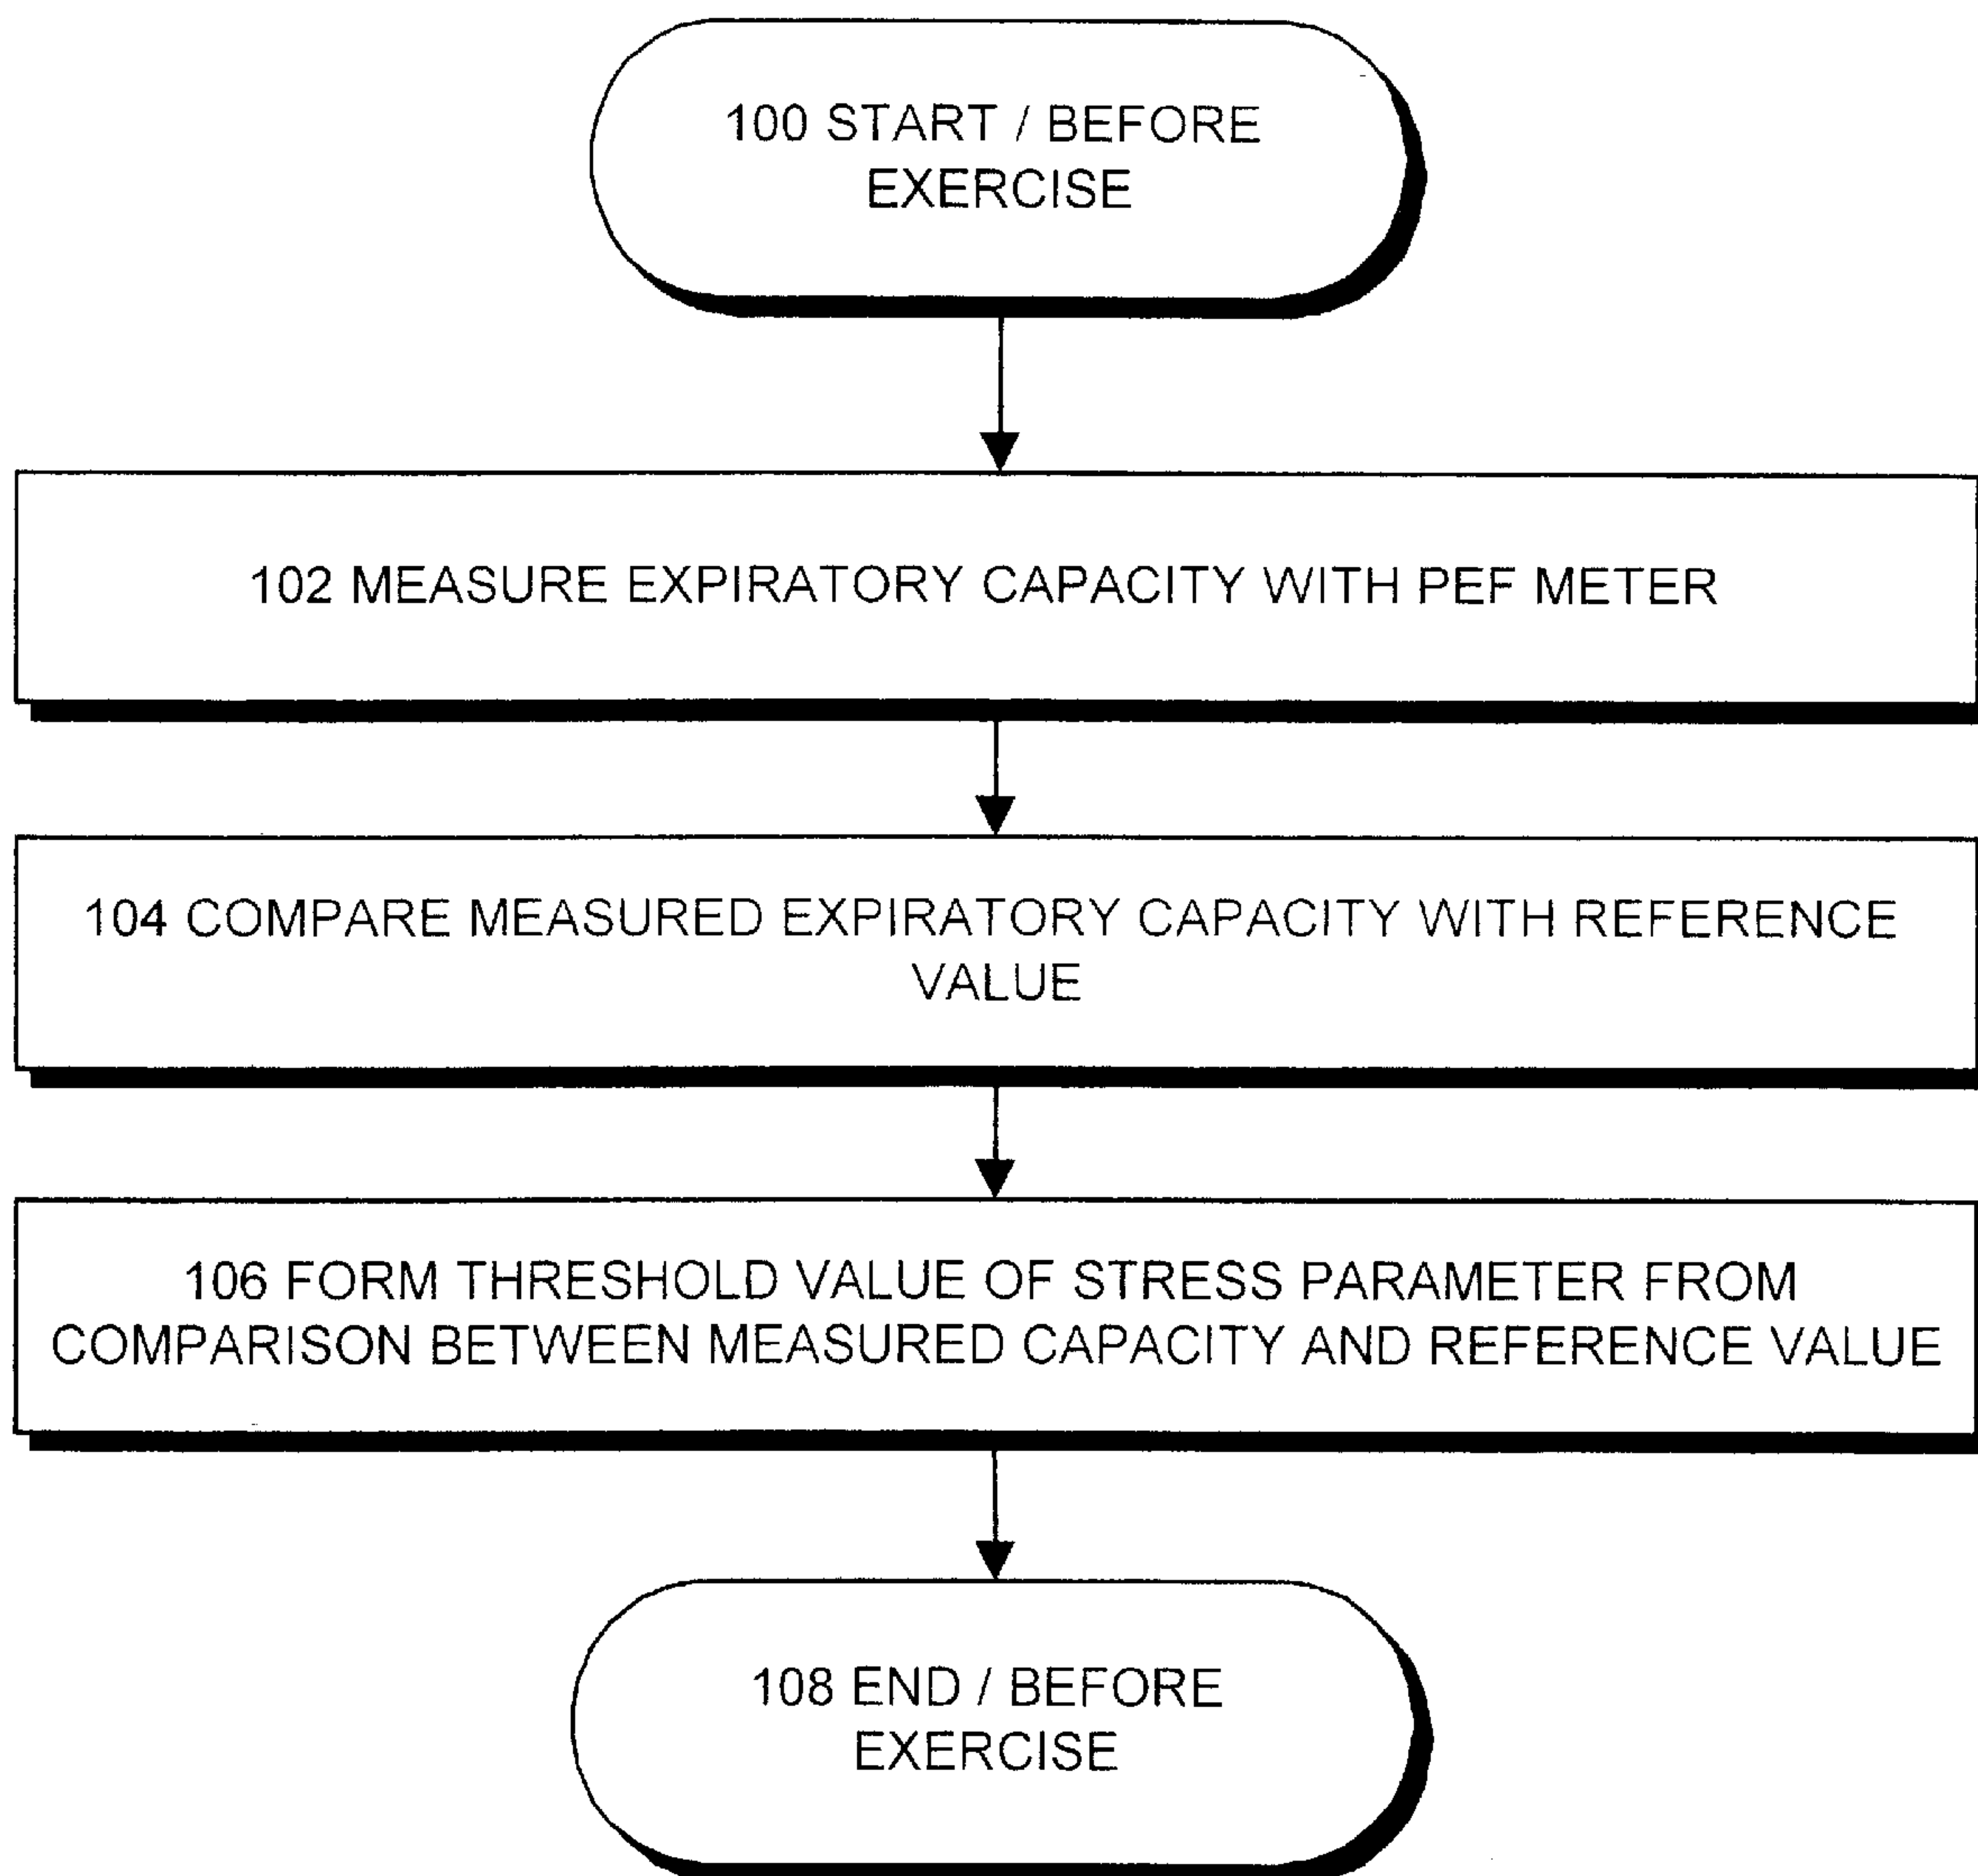 100 START / BEFORE
EXERCISE
102 MEASURE EXPIRATORY CAPACITY WITH PEF METER
104 COMPARE MEASURED EXPIRATORY CAPACITY WITH REFERENCE
VALUE
106 FORM THRESHOLD VALUE OF STRESS PARAMETER FROM
COMPARISON BETWEEN MEASURED CAPACITY AND REFERENCE VALUE
108 END / BEFORE
EXERCISE